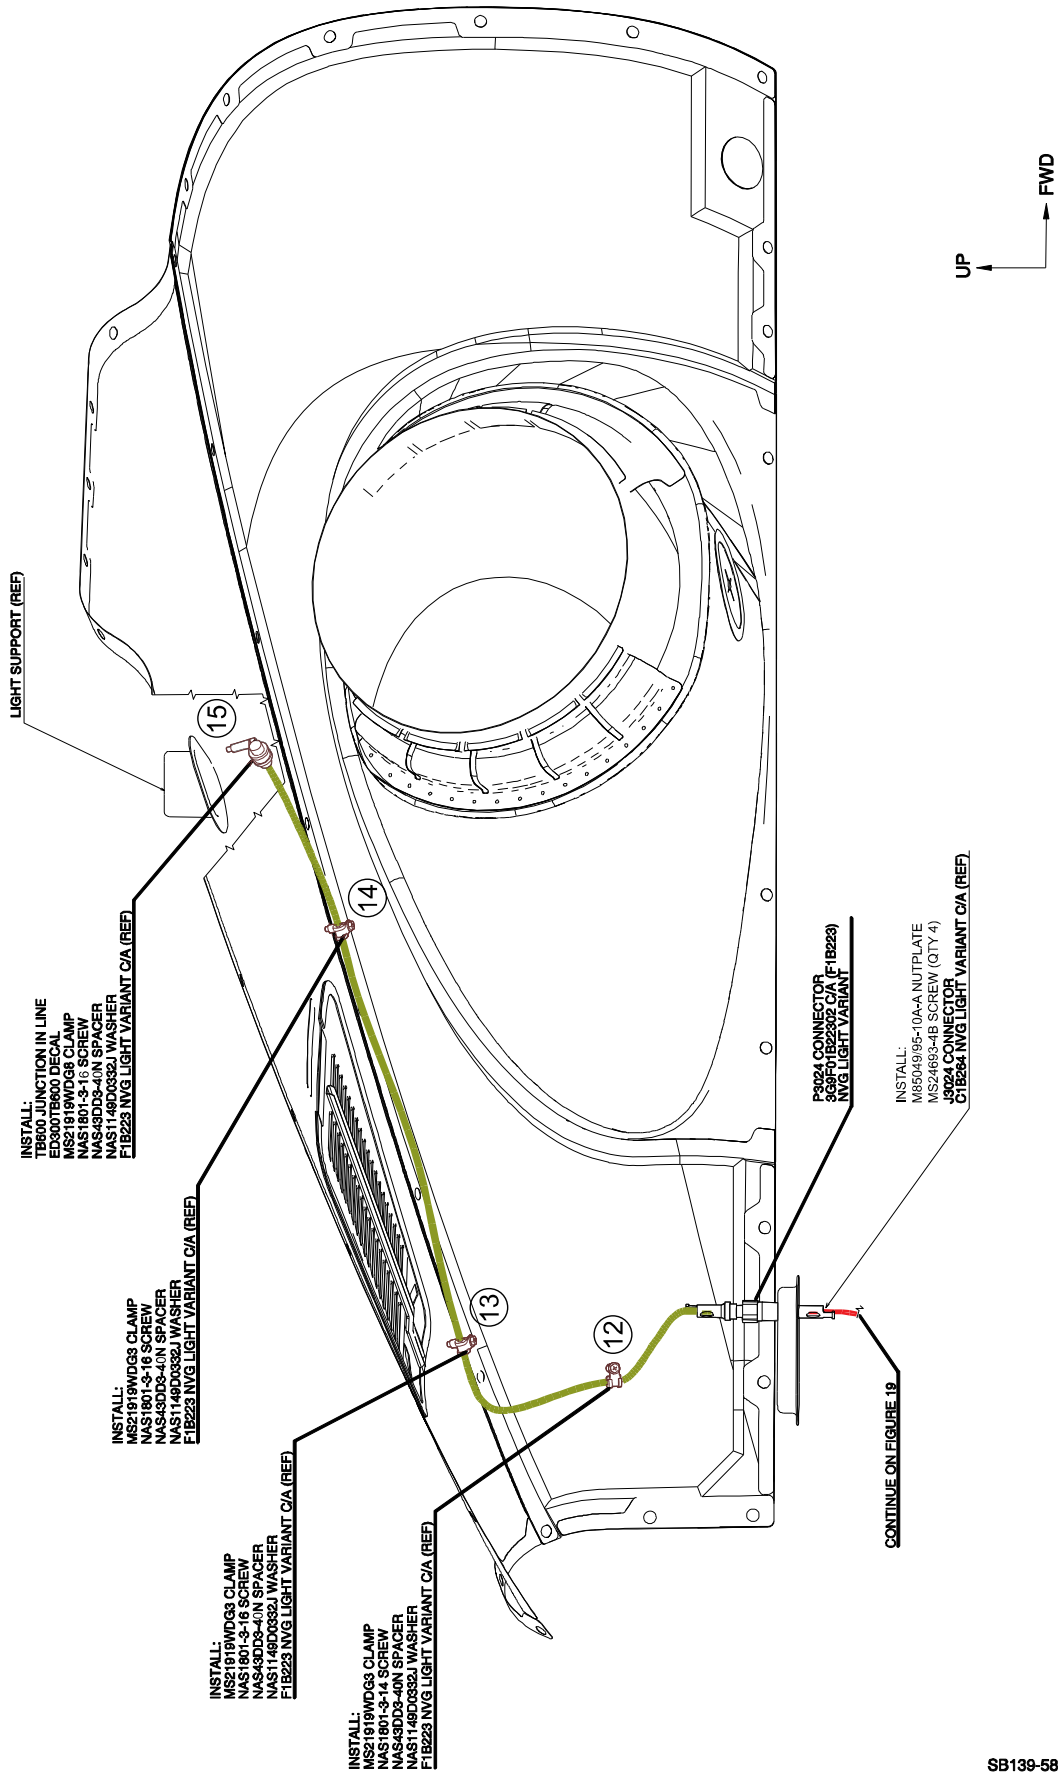 LIGHT SUPPORT (REF)
INSTALL:
TB600 JUNCTION IN LINE
ED300TB600 DECAL
MS21919WDG8 CLAMP
NAS1801-3-16 SCREW
NAS43DD3-40N SPACER
NAS1149D0332J WASHER
F1B223 NVG LIGHT VARIANT C/A (REF)
15
INSTALL:
MS21919WDG3 CLAMP
NAS1801-3-16 SCREW
NAS43DD3-40N SPACER
NAS1149D0332J WASHER
F1B223 NVG LIGHT VARIANT C/A (REF)
14
INSTALL:
MS21919WDG3 CLAMP
NAS1801-3-16 SCREW
NAS43DD3-40N SPACER
NAS1149D0332J WASHER
F1B223 NVG LIGHT VARIANT C/A (REF)
13
INSTALL:
MS21919WDG3 CLAMP
NAS1801-3-14 SCREW
NAS43DD3-40N SPACER
NAS1149D0332J WASHER
F1B223 NVG LIGHT VARIANT C/A (REF)
12
P3024 CONNECTOR
3G9F01B22302 C/A (F1B223)
NVG LIGHT VARIANT
INSTALL:
M85049/95-10A-A NUTPLATE
MS24693-4B SCREW (QTY 4)
J3024 CONNECTOR
C1B264 NVG LIGHT VARIANT C/A (REF)
CONTINUE ON FIGURE 19
UP
FWD
SB139-58